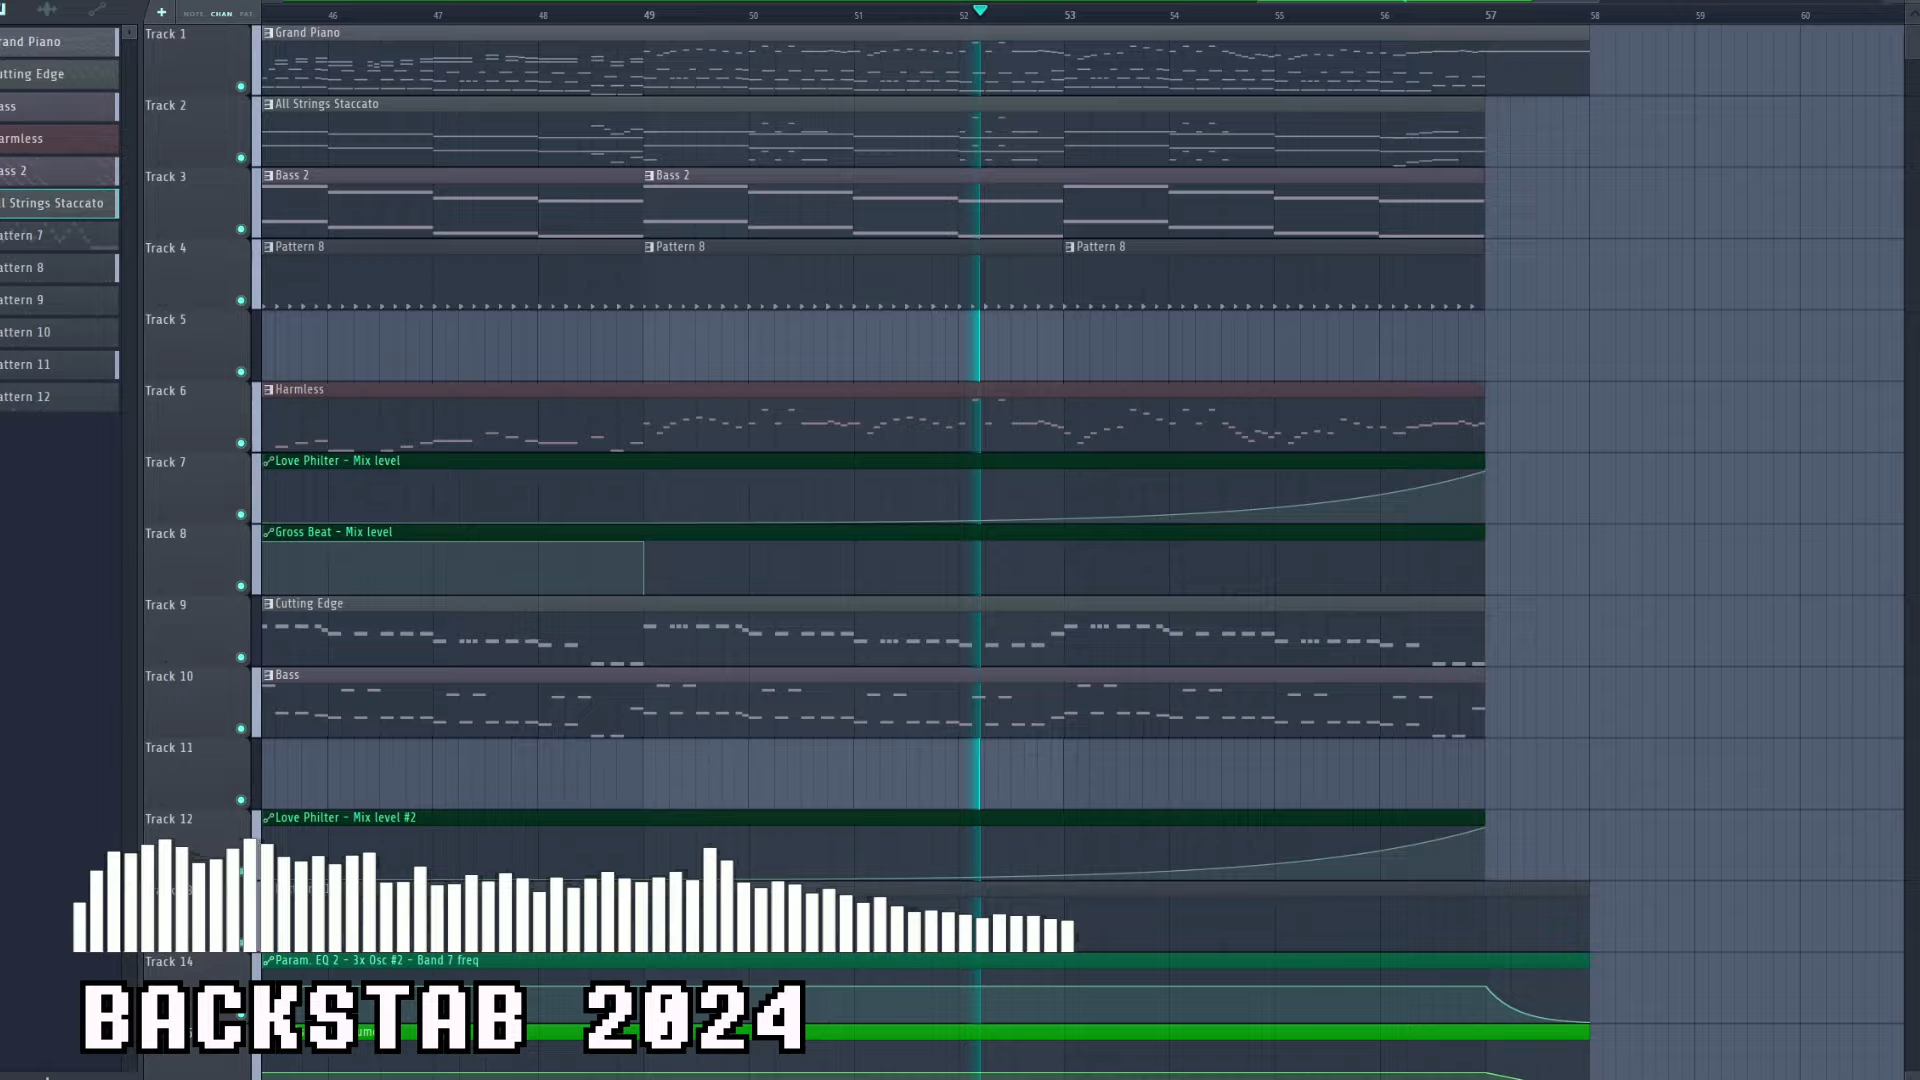 NOTE CHAN PAT
46 47 48 49 50 51 52 53 54 55 56 57 58 59 60
rand Piano
utting Edge
ass
armless
ass 2
ll Strings Staccato
attern 7
attern 8
attern 9
attern 10
attern 11
attern 12
Track 1
Grand Piano
Track 2
All Strings Staccato
Track 3
Bass 2 Bass 2
Track 4
Pattern 8 Pattern 8 Pattern 8
Track 5
Track 6
Harmless
Track 7
Love Philter - Mix level
Track 8
Gross Beat - Mix level
Track 9
Cutting Edge
Track 10
Bass
Track 11
Track 12
Love Philter - Mix level #2
Track 14
Param. EQ 2 - 3x Osc #2 - Band 7 freq
BACKSTAB 2024